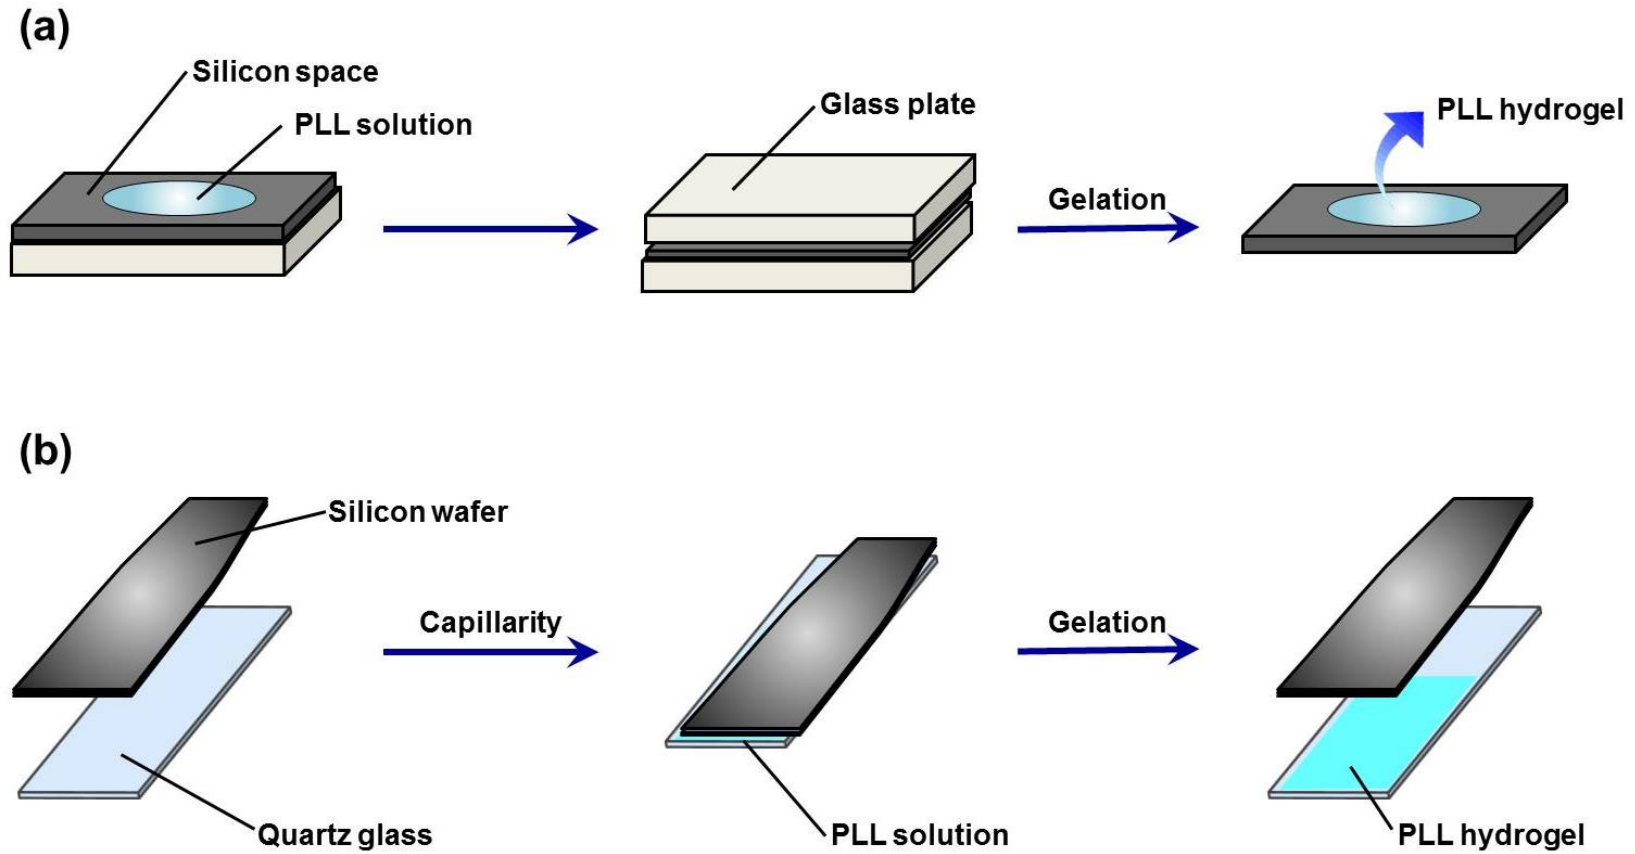 (a)
Silicon space
PLL solution
Glass plate
Gelation
PLL hydrogel
(b)
Silicon wafer
Quartz glass
Capillarity
PLL solution
Gelation
PLL hydrogel